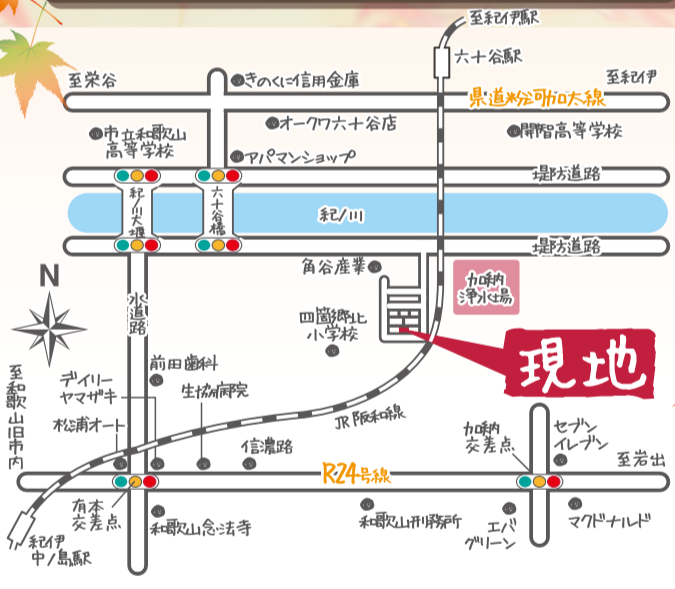 至紀伊駅
六十谷駅
至栄谷
きのくに信用金庫
至紀伊
県道粉河加太線
オークワ六十谷店
市立和歌山
高等学校
開智高等学校
アパマンショップ
堤防道路
紀ノ川大堰
六十谷橋
紀ノ川
堤防道路
角谷産業
加納
浄水場
N
水道路
四箇郷北
小学校
現地
前田歯科
至和歌山旧市内
デイリー
ヤマザキ
生協病院
松浦オート
JR阪和線
信濃路
加納
交差点
セブン
イレブン
至岩出
R24号線
有本
交差点
和歌山念法寺
和歌山刑務所
エバ
グリーン
マクドナルド
紀伊
中ノ島駅